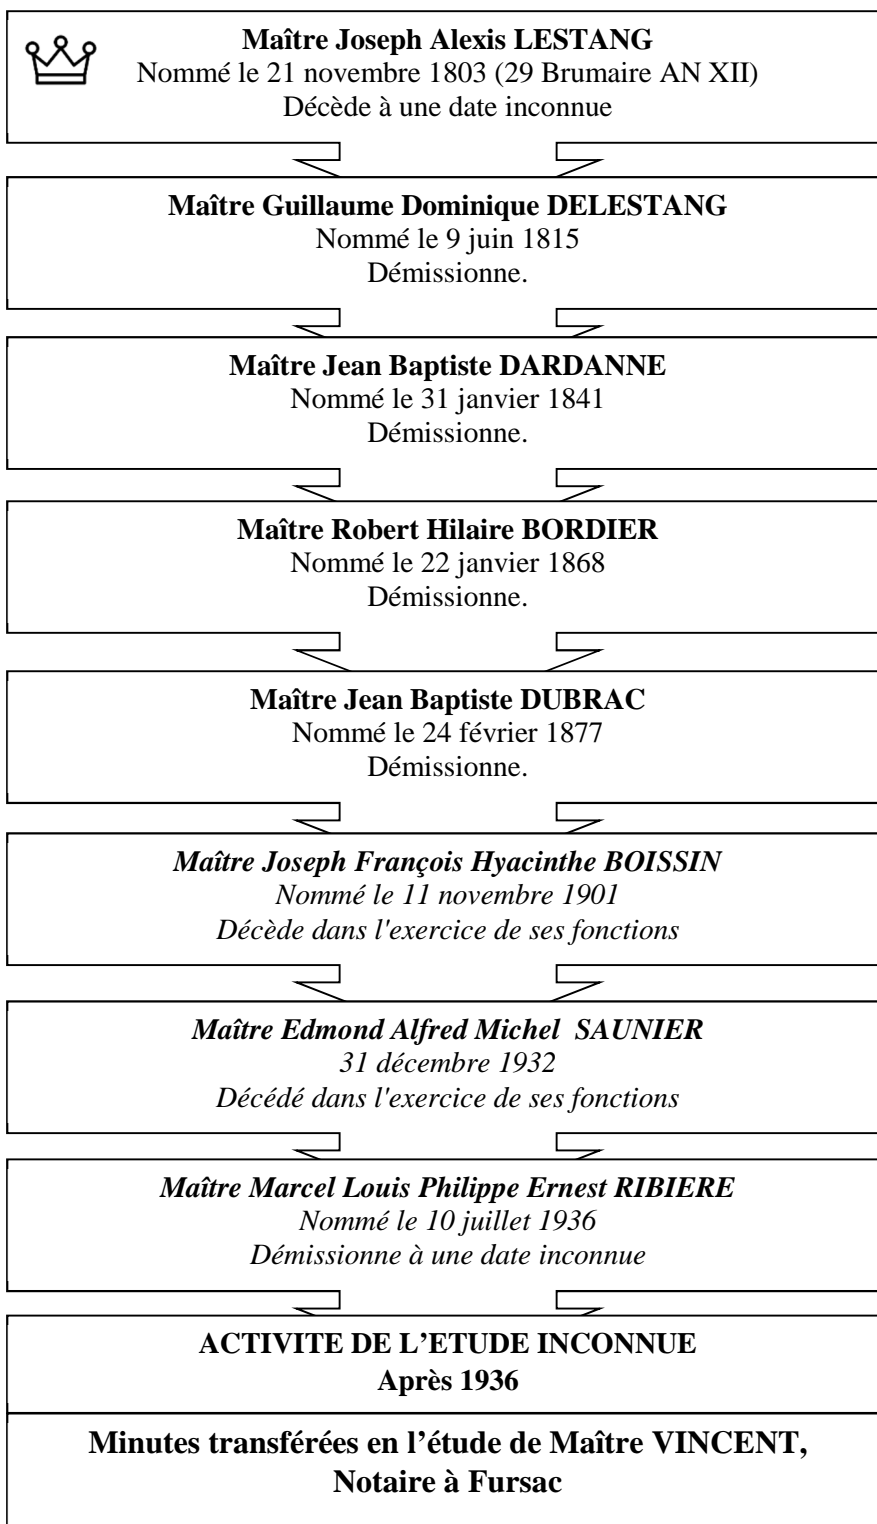 Maître Joseph Alexis LESTANG
Nommé le 21 novembre 1803 (29 Brumaire AN XII)
Décède à une date inconnue
Maître Guillaume Dominique DELESTANG
Nommé le 9 juin 1815
Démissionne.
Maître Jean Baptiste DARDANNE
Nommé le 31 janvier 1841
Démissionne.
Maître Robert Hilaire BORDIER
Nommé le 22 janvier 1868
Démissionne.
Maître Jean Baptiste DUBRAC
Nommé le 24 février 1877
Démissionne.
Maître Joseph François Hyacinthe BOISSIN
Nommé le 11 novembre 1901
Décède dans l'exercice de ses fonctions
Maître Edmond Alfred Michel SAUNIER
31 décembre 1932
Décédé dans l'exercice de ses fonctions
Maître Marcel Louis Philippe Ernest RIBIERE
Nommé le 10 juillet 1936
Démissionne à une date inconnue
ACTIVITE DE L’ETUDE INCONNUE
Après 1936
Minutes transférées en l’étude de Maître VINCENT,
Notaire à Fursac